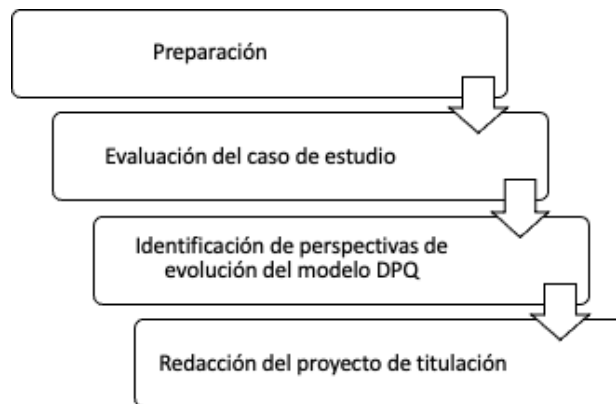 Preparación
Evaluación del caso de estudio
Identificación de perspectivas de
evolución del modelo DPQ
Redacción del proyecto de titulación